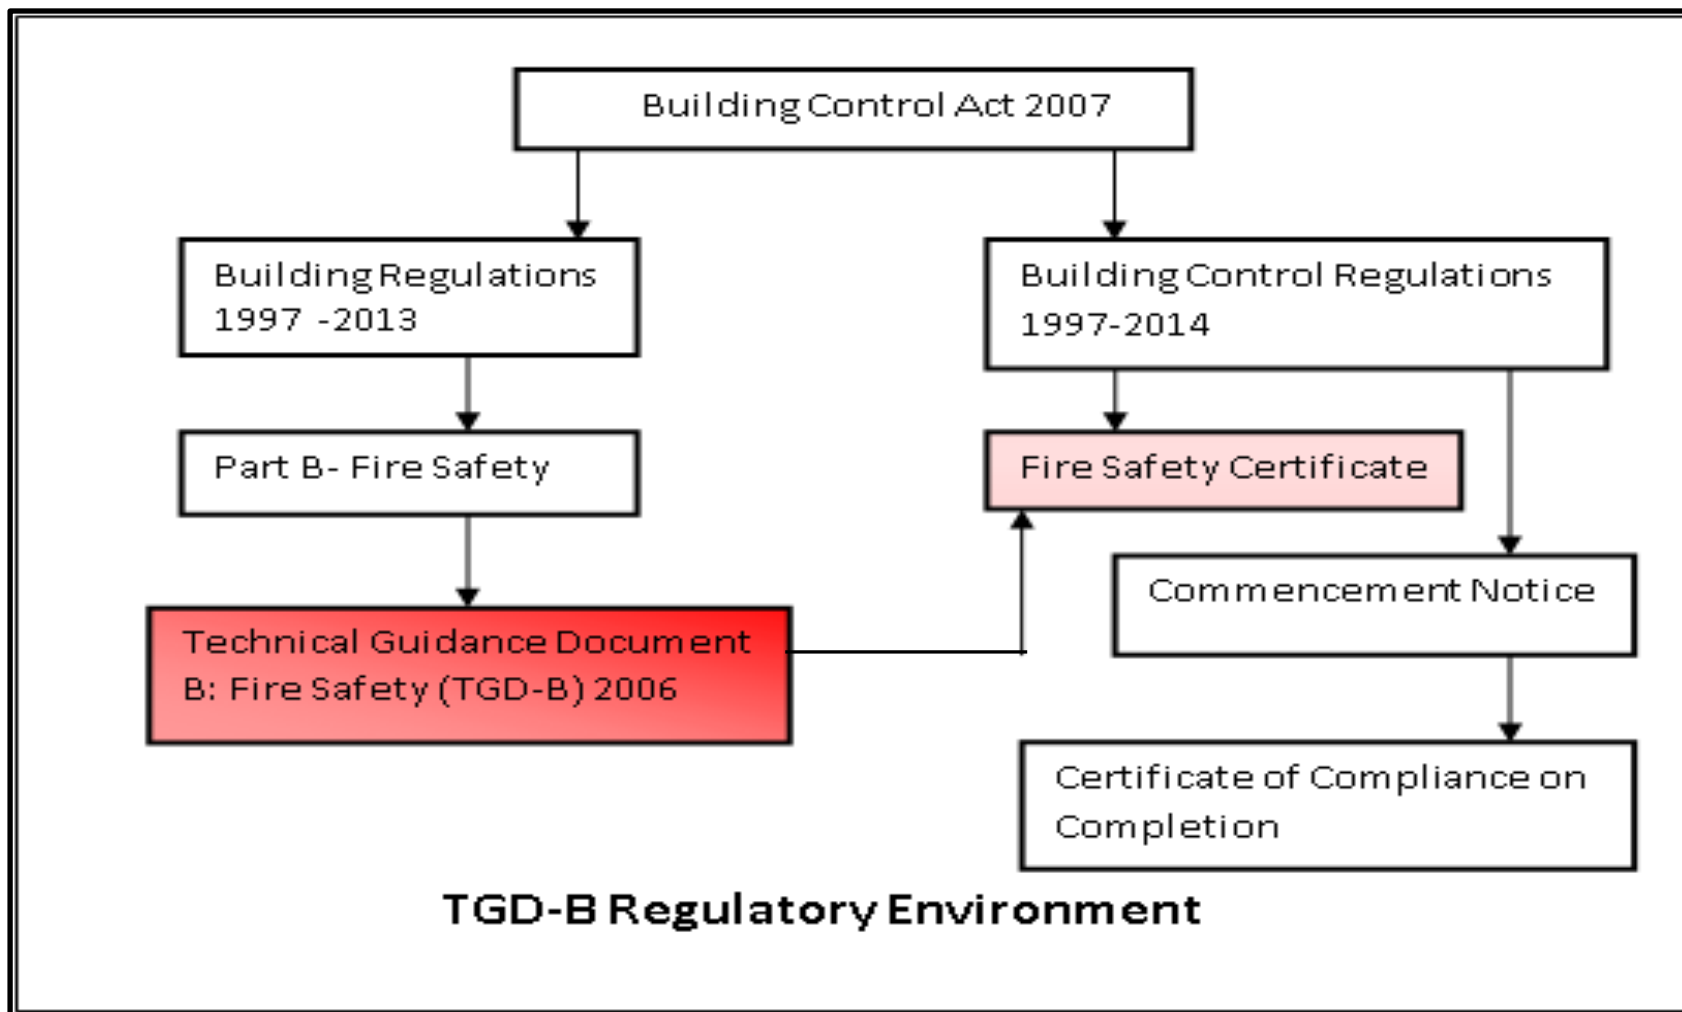 Building Control Act 2007
Building Regulations
1997 -2013
Building Control Regulations
1997-2014
Part B- Fire Safety
Fire Safety Certificate
Commencement Notice
Technical Guidance Document
B: Fire Safety (TGD-B) 2006
Certificate of Compliance on
Completion
TGD-B Regulatory Environment